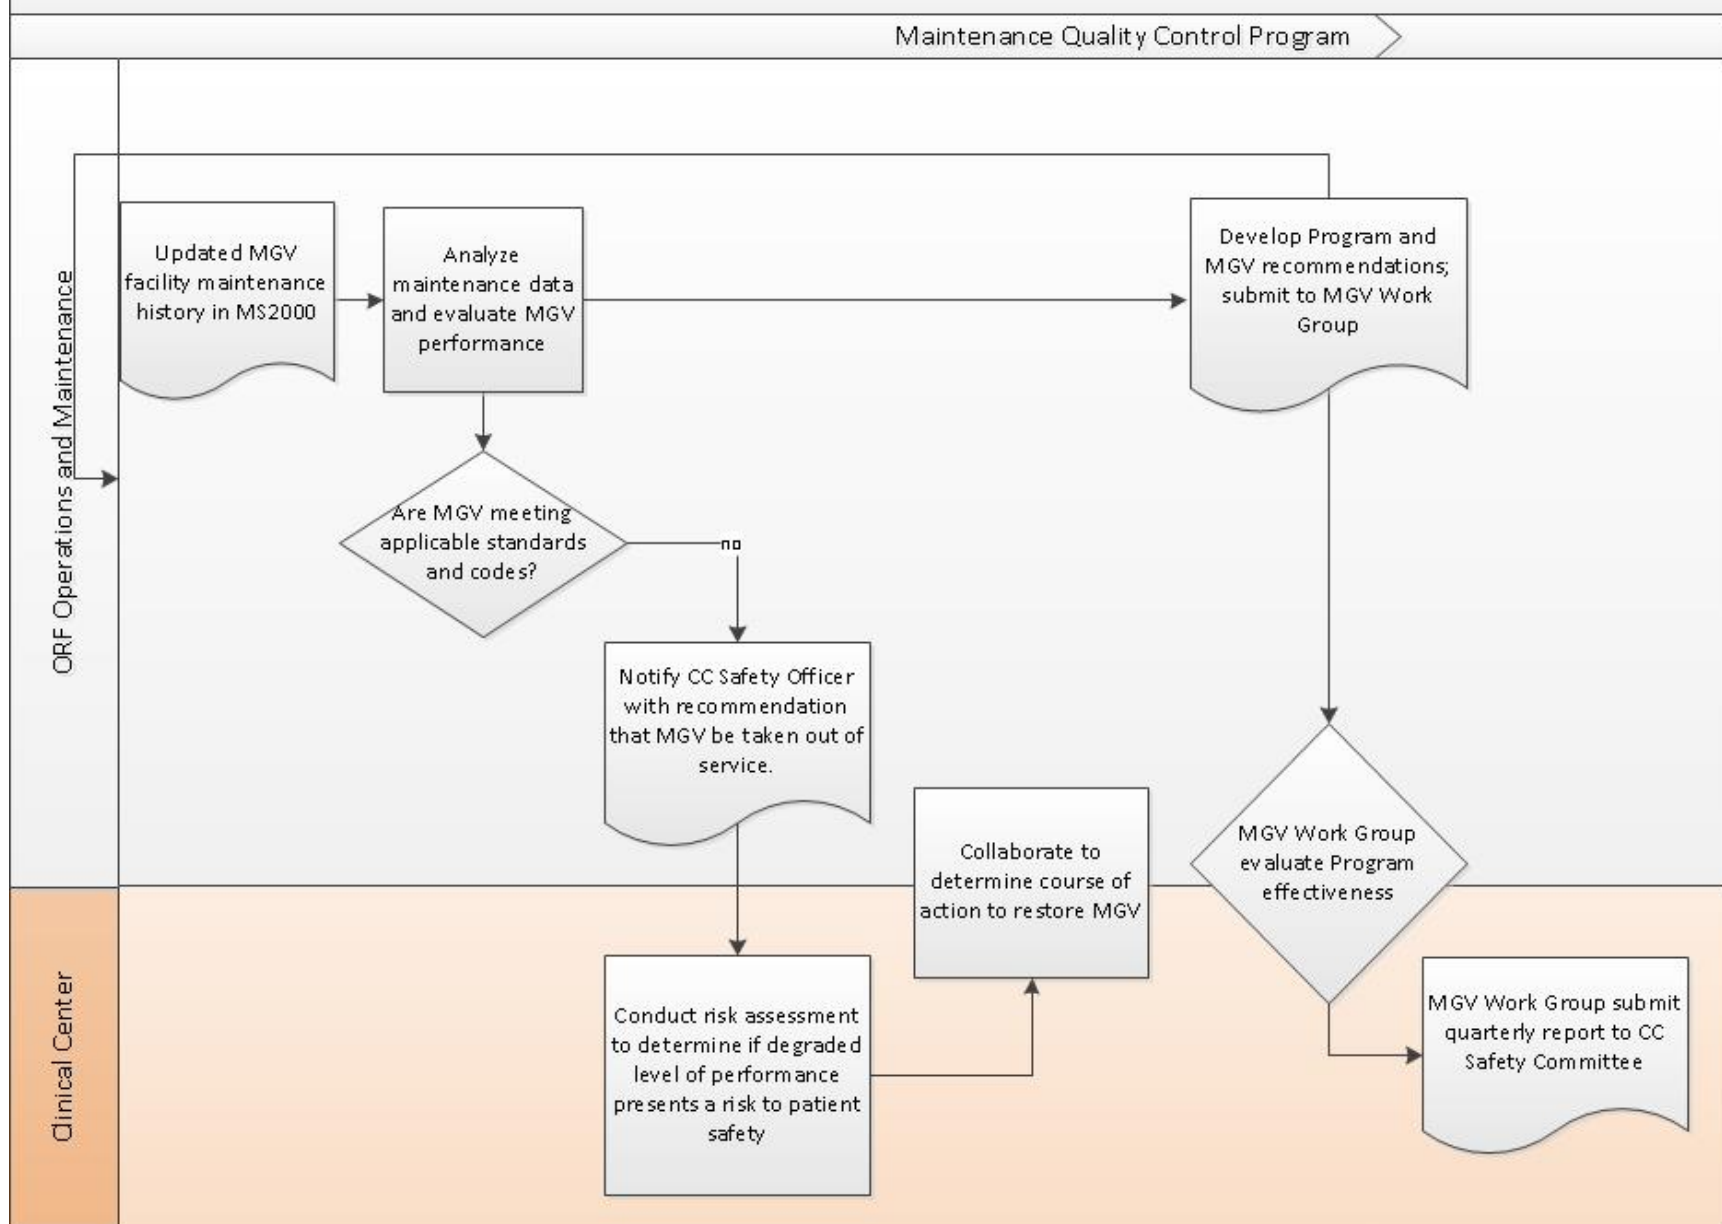 Maintenance Quality Control Program
ORF Operations and Maintenance
Updated MGV
facility maintenance
history in MS2000
Analyze
maintenance data
and evaluate MGV
performance
Develop Program and
MGV recommendations;
submit to MGV Work
Group
Are MGV meeting
applicable standards
and codes?
no
Notify CC Safety Officer
with recommendation
that MGV be taken out of
service.
Collaborate to
determine course of
action to restore MGV
MGV Work Group
evaluate Program
effectiveness
Clinical Center
Conduct risk assessment
to determine if degraded
level of performance
presents a risk to patient
safety
MGV Work Group submit
quarterly report to CC
Safety Committee